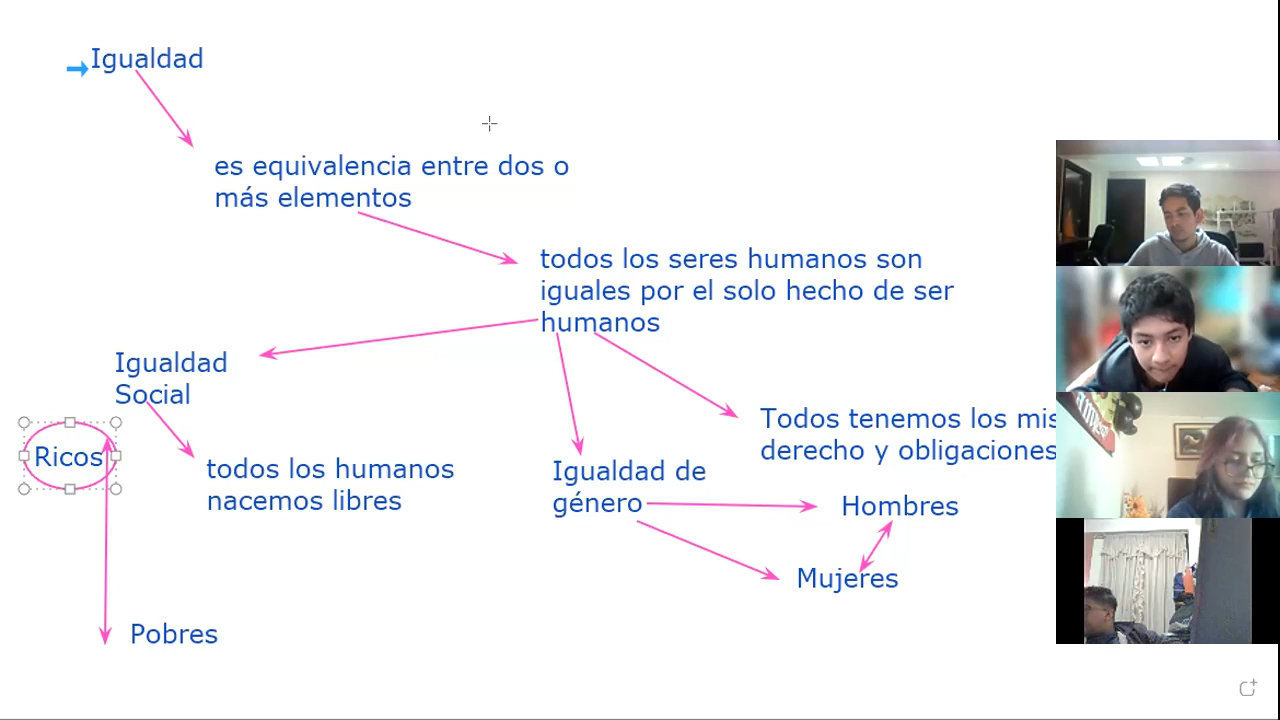 Igualdad
es equivalencia entre dos o
más elementos
todos los seres humanos son
iguales por el solo hecho de ser
humanos
Igualdad
Social
Ricos
todos los humanos
nacemos libres
Pobres
Todos tenemos los mis
derecho y obligaciones
Igualdad de
género
Hombres
Mujeres